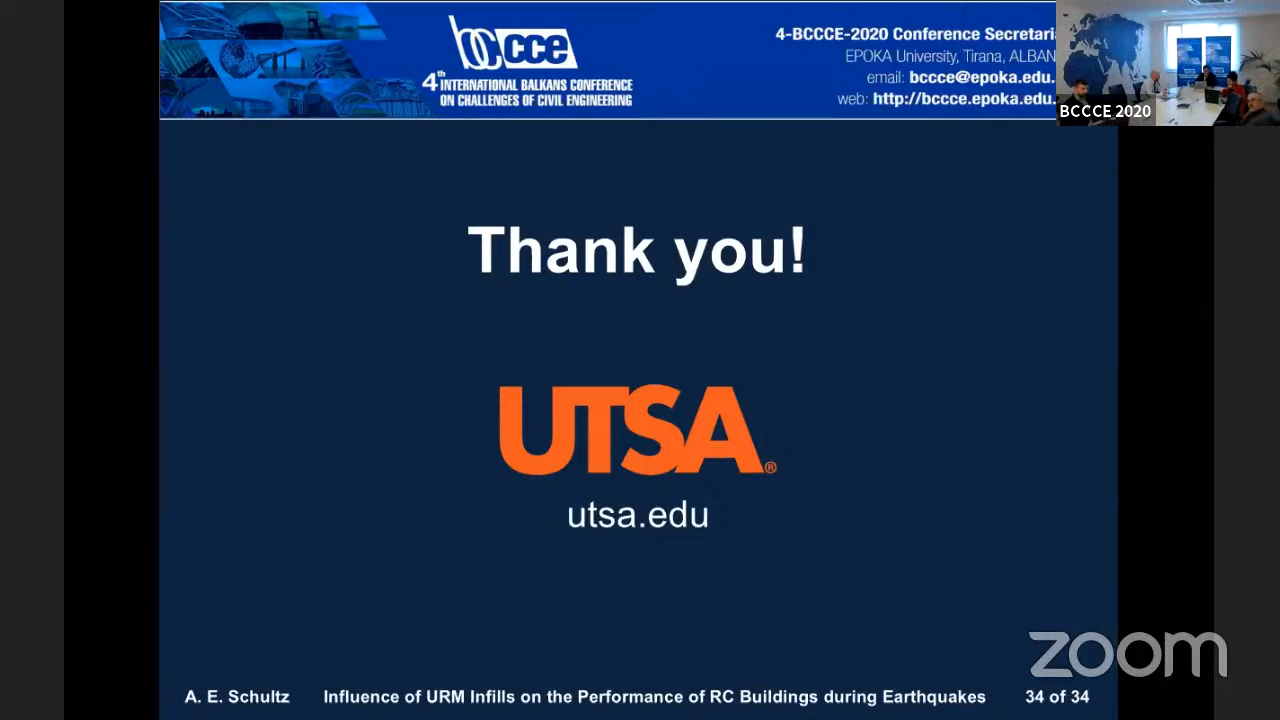 bccce
4th INTERNATIONAL BALKANS CONFERENCE
ON CHALLENGES OF CIVIL ENGINEERING
4-BCCCE-2020 Conference Secretaria
EPOKA University, Tirana, ALBAN
email: bccce@epoka.edu.
web: http://bccce.epoka.edu.
BCCCE 2020
Thank you!
UTSA®
utsa.edu
zoom
A. E. Schultz Influence of URM Infills on the Performance of RC Buildings during Earthquakes 34 of 34